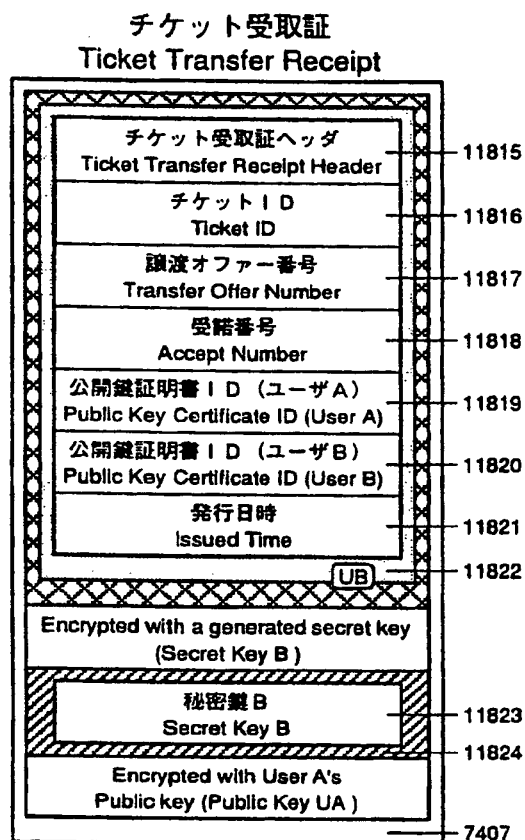 チケット受取証
Ticket Transfer Receipt
チケット受取証ヘッダ
Ticket Transfer Receipt Header
11815
チケットID
Ticket ID
11816
譲渡オファー番号
Transfer Offer Number
11817
受諾番号
Accept Number
11818
公開鍵証明書ID（ユーザA）
Public Key Certificate ID (User A)
11819
公開鍵証明書ID（ユーザB）
Public Key Certificate ID (User B)
11820
発行日時
Issued Time
11821
UB
11822
Encrypted with a generated secret key
(Secret Key B )
秘密鍵B
Secret Key B
11823
11824
Encrypted with User A's
Public key (Public Key UA )
7407